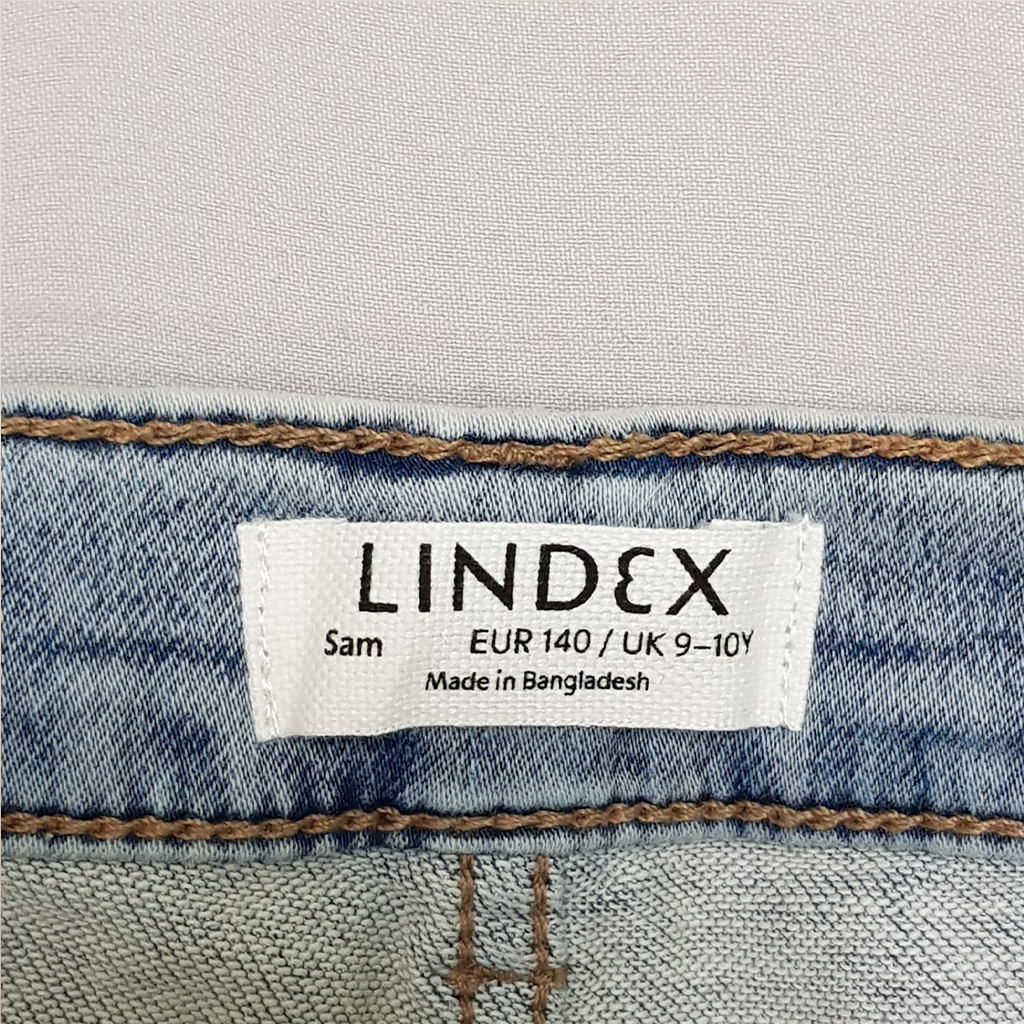 LINDEX
Sam EUR 140 / UK 9–10Y
Made in Bangladesh